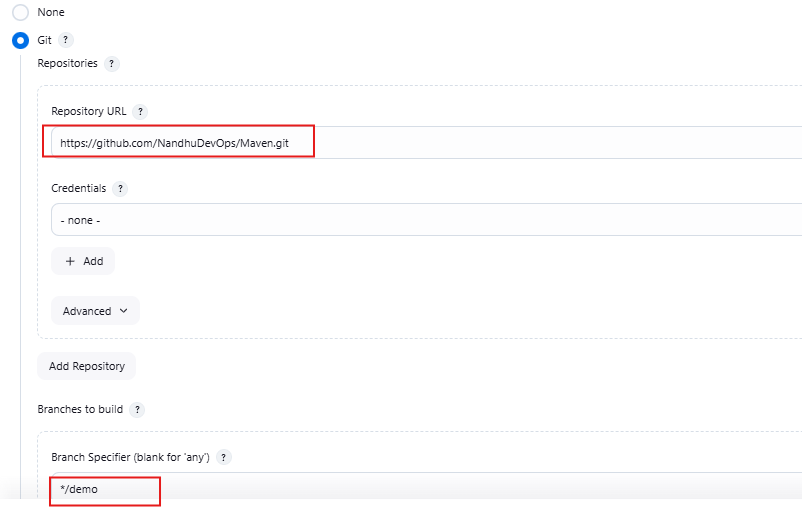 None
Git ?
Repositories ?
Repository URL ?
https://github.com/NandhuDevOps/Maven.git
Credentials ?
- none -
+ Add
Advanced
Add Repository
Branches to build ?
Branch Specifier (blank for 'any') ?
*/demo